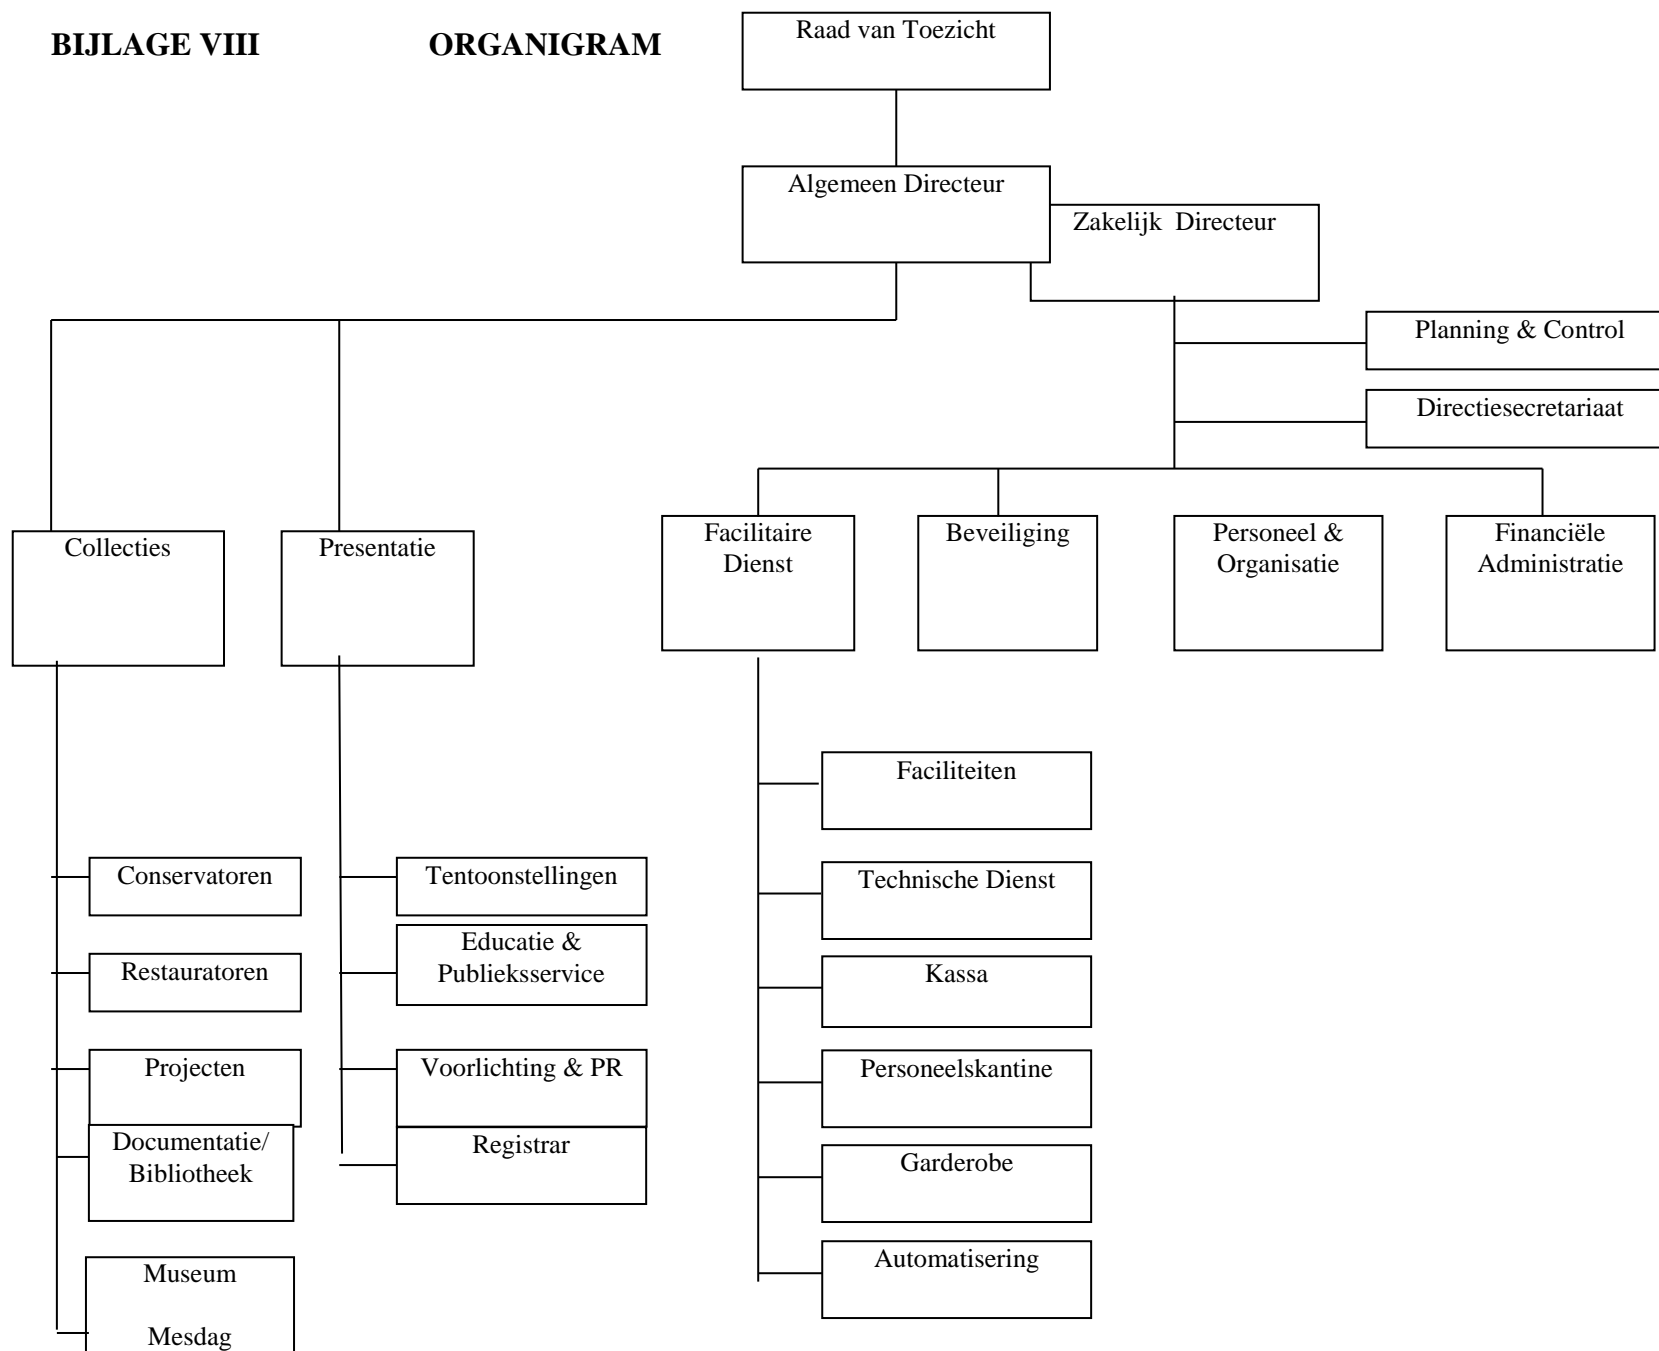 BIJLAGE VIII ORGANIGRAM
Raad van Toezicht
Algemeen Directeur
Zakelijk Directeur
Planning & Control
Directiesecretariaat
Collecties
Presentatie
Facilitaire
Dienst
Beveiliging
Personeel &
Organisatie
Financiële
Administratie
Conservatoren
Restauratoren
Projecten
Documentatie/
Bibliotheek
Museum
Mesdag
Tentoonstellingen
Educatie &
Publieksservice
Voorlichting & PR
Registrar
Faciliteiten
Technische Dienst
Kassa
Personeelskantine
Garderobe
Automatisering